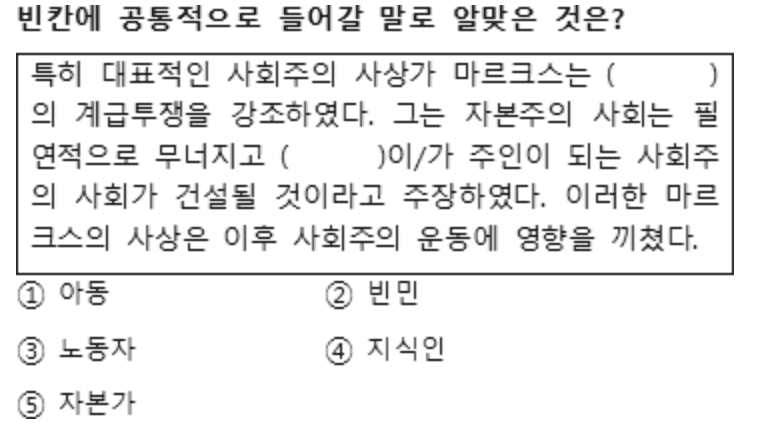 빈칸에 공통적으로 들어갈 말로 알맞은 것은?
특히 대표적인 사회주의 사상가 마르크스는 (        )
의 계급투쟁을 강조하였다. 그는 자본주의 사회는 필
연적으로 무너지고 (        )이/가 주인이 되는 사회주
의 사회가 건설될 것이라고 주장하였다. 이러한 마르
크스의 사상은 이후 사회주의 운동에 영향을 끼쳤다.
① 아동 ② 빈민
③ 노동자 ④ 지식인
⑤ 자본가